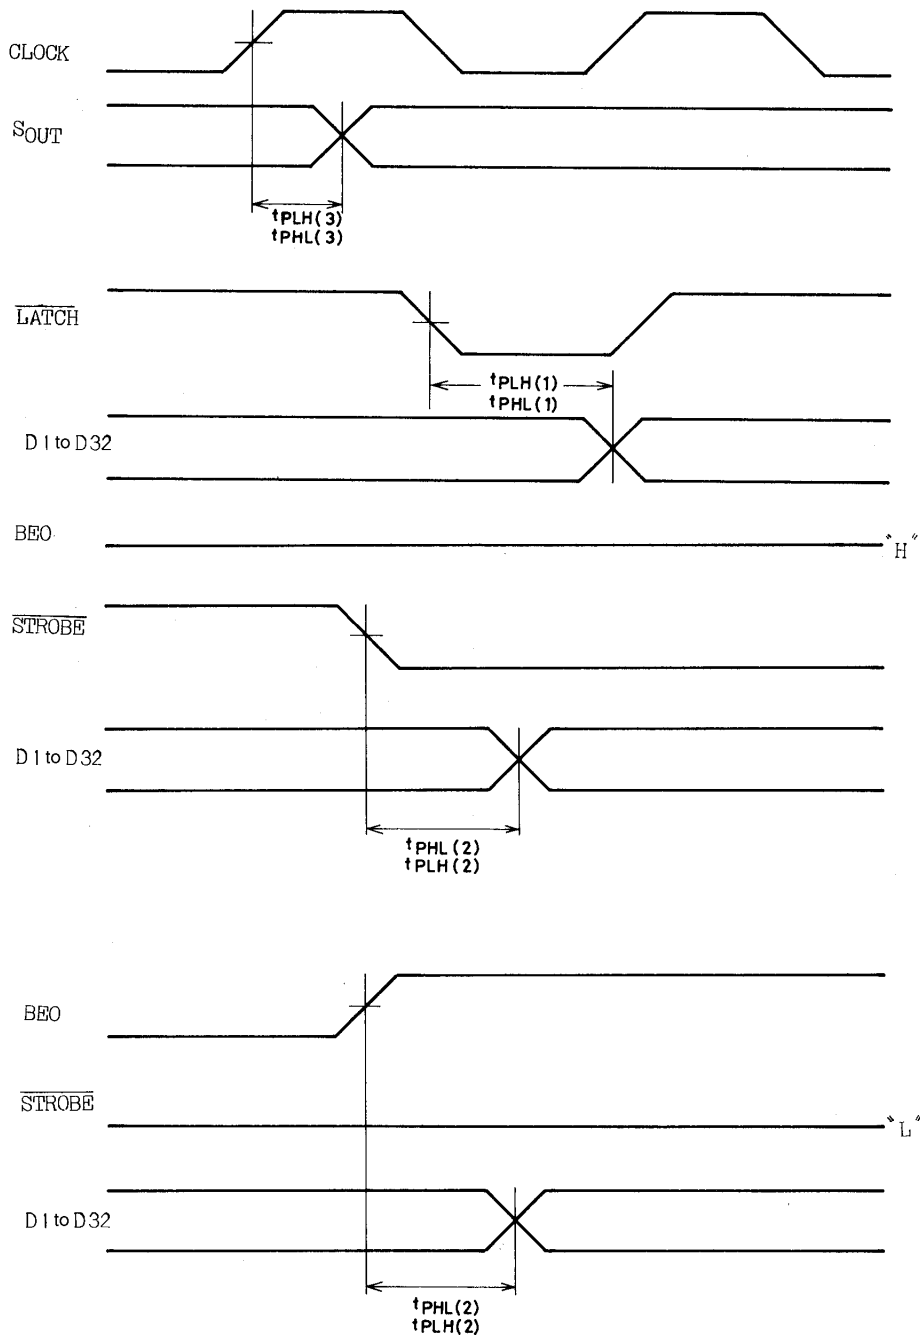 CLOCK
SOUT
tPLH(3)
tPHL(3)
LATCH
tPLH(1)
tPHL(1)
D1 to D32
BEO
"H"
STROBE
D1 to D32
tPHL(2)
tPLH(2)
BEO
STROBE
"L"
D1 to D32
tPHL(2)
tPLH(2)